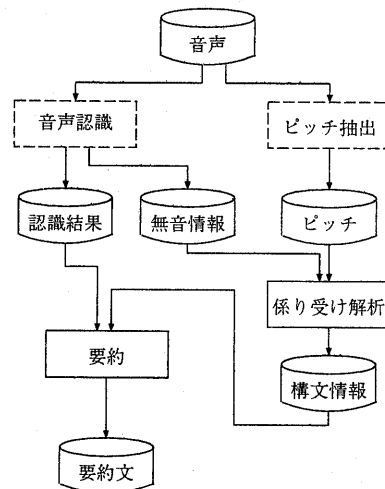 音声
音声認識
ピッチ抽出
認識結果
無音情報
ピッチ
係り受け解析
要約
構文情報
要約文